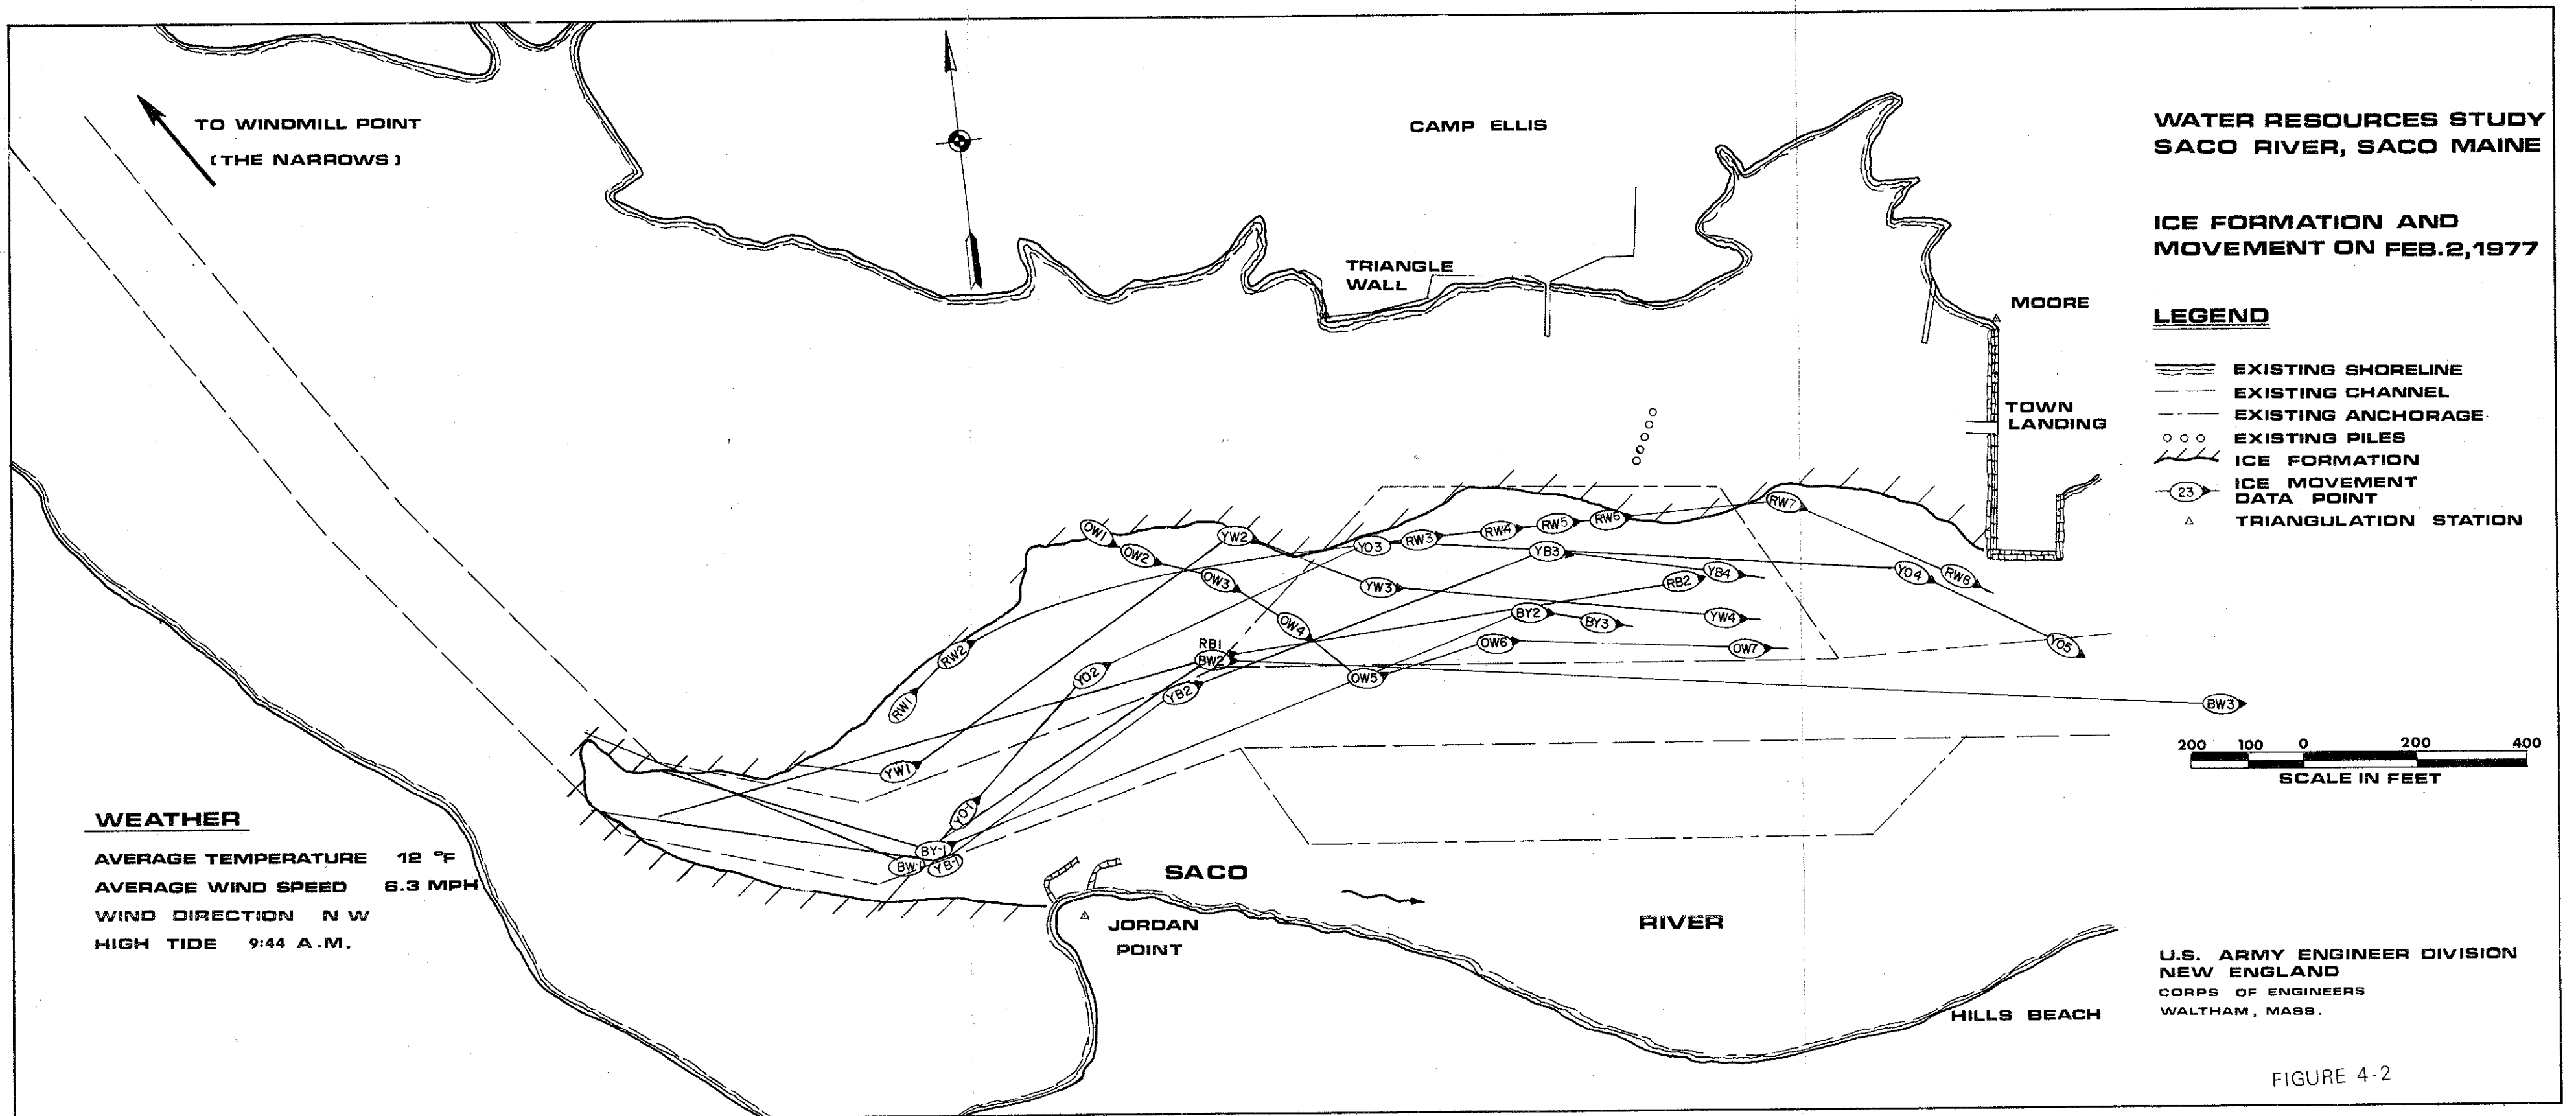 TO WINDMILL POINT
(THE NARROWS)
CAMP ELLIS
TRIANGLE
WALL
MOORE
TOWN
LANDING
WATER RESOURCES STUDY
SACO RIVER, SACO MAINE
ICE FORMATION AND
MOVEMENT ON FEB.2,1977
LEGEND
EXISTING SHORELINE
EXISTING CHANNEL
EXISTING ANCHORAGE
EXISTING PILES
ICE FORMATION
23
ICE MOVEMENT
DATA POINT
TRIANGULATION STATION
OW1
OW2
OW3
OW4
OW5
OW6
OW7
YW1
YW2
YW3
YW4
RW1
RW2
RW3
RW4
RW5
RW6
RW7
RW8
YO-1
YO2
YO3
YO4
YO5
RB1
RB2
BW-1
BW2
BW3
BY-1
BY2
BY3
YB-1
YB2
YB3
YB4
200 100 0 200 400
SCALE IN FEET
WEATHER
AVERAGE TEMPERATURE 12 °F
AVERAGE WIND SPEED 6.3 MPH
WIND DIRECTION N W
HIGH TIDE 9:44 A.M.
SACO
RIVER
JORDAN
POINT
HILLS BEACH
U.S. ARMY ENGINEER DIVISION
NEW ENGLAND
CORPS OF ENGINEERS
WALTHAM, MASS.
FIGURE 4-2